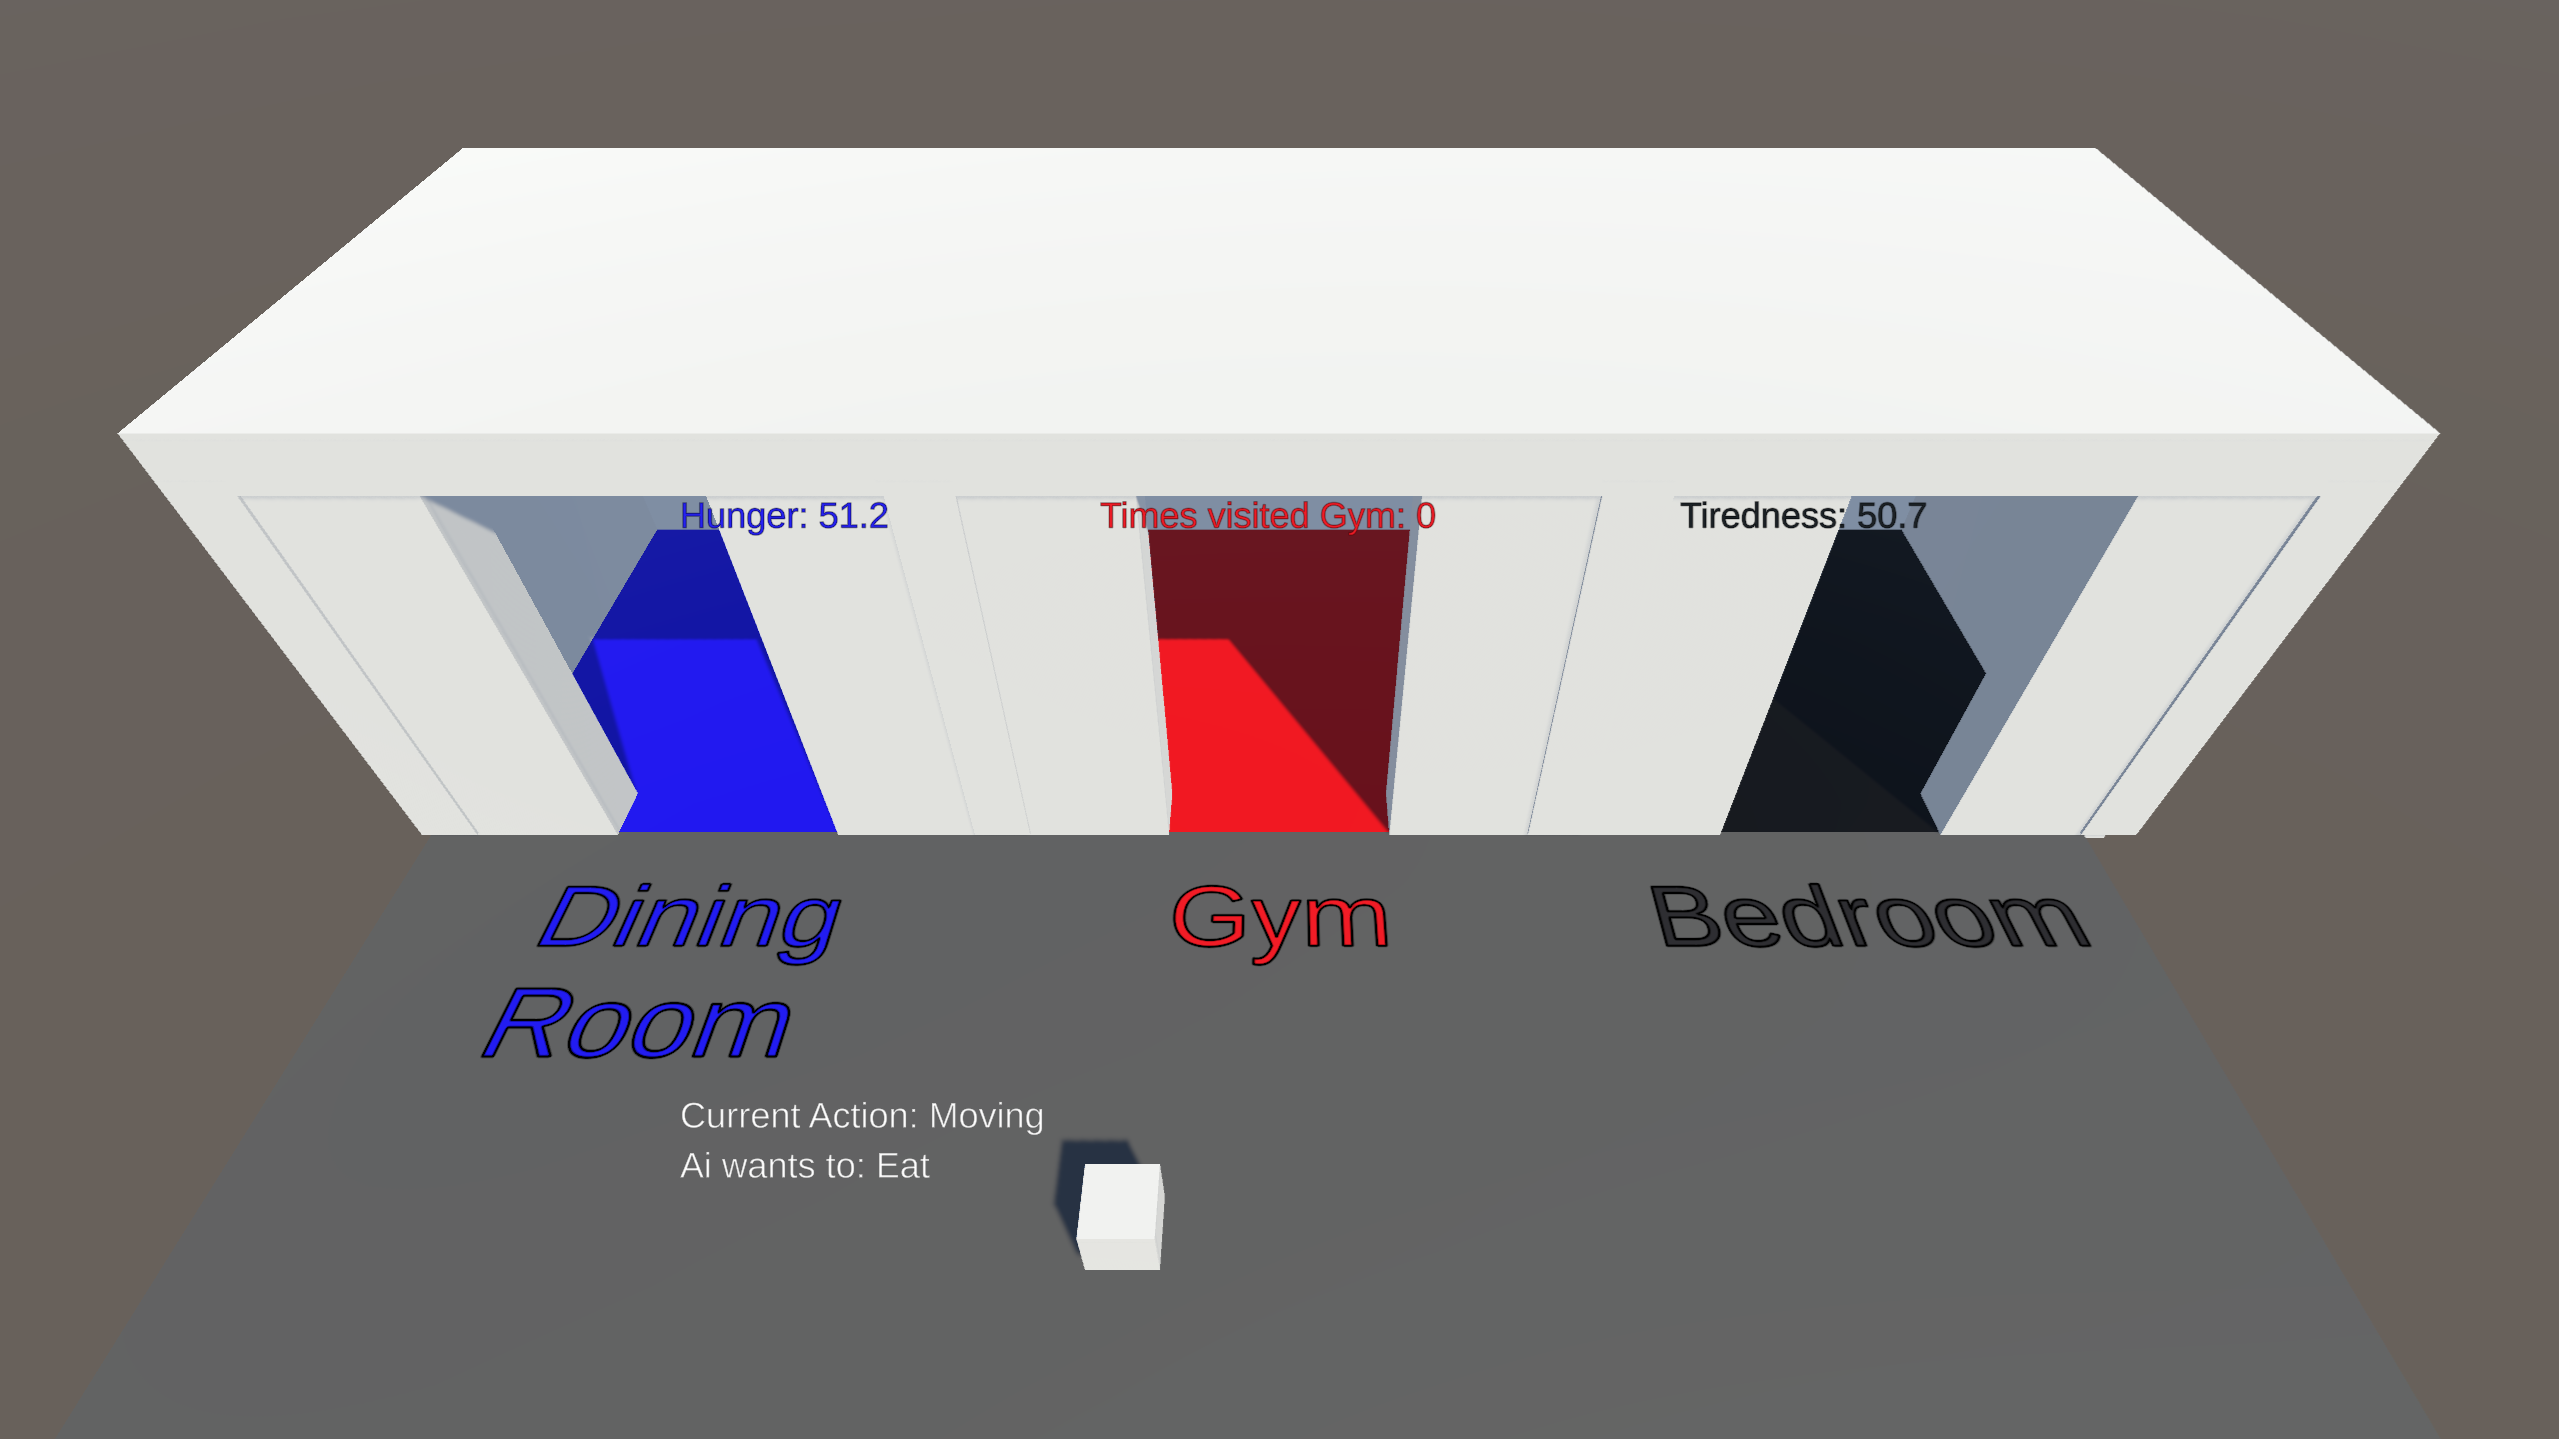 Hunger: 51.2
Times visited Gym: 0
Tiredness: 50.7
Dining
Room
Gym
Bedroom
Current Action: Moving
Ai wants to: Eat